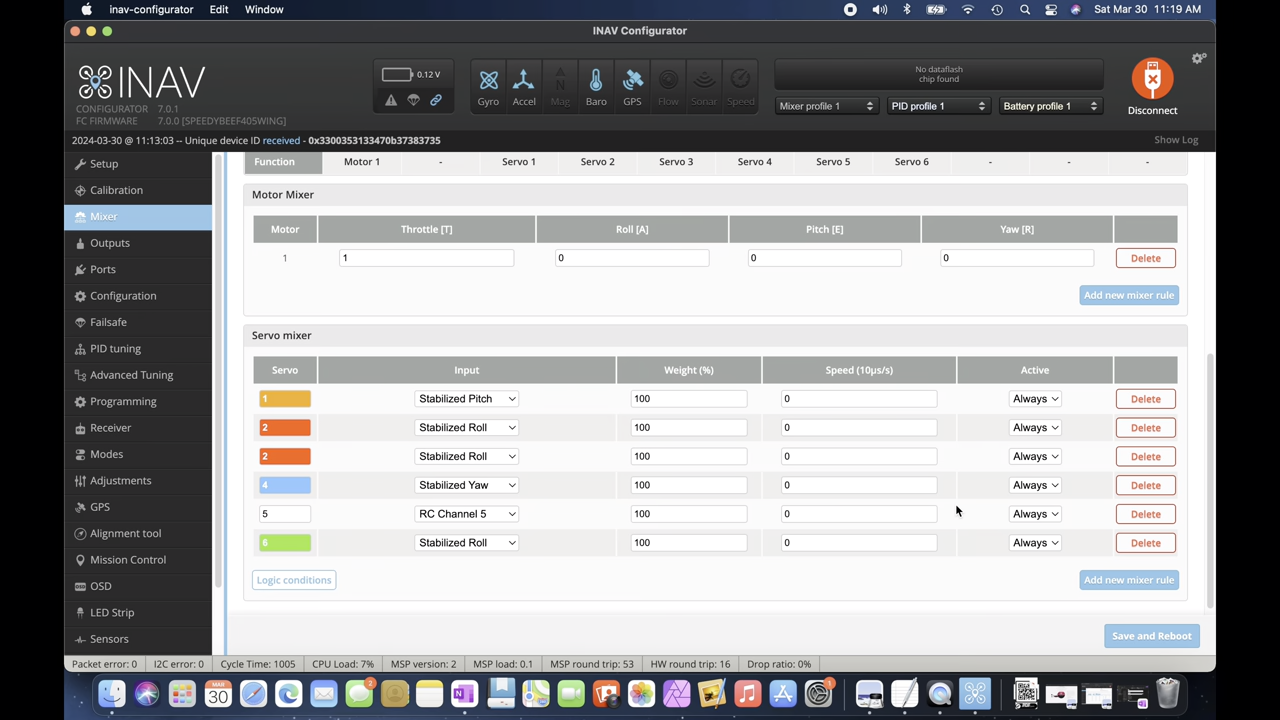 inav-configurator Edit Window Sat Mar 30 11:19 AM
INAV Configurator
INAV
CONFIGURATOR 7.0.1
FC FIRMWARE 7.0.0 [SPEEDYBEEF405WING]
0.12 V
Gyro Accel Mag Baro GPS Flow Sonar Speed
No dataflash
chip found
Mixer profile 1 PID profile 1 Battery profile 1
Disconnect
2024-03-30 @ 11:13:03 -- Unique device ID received - 0x3300353133470b37383735 Show Log
Setup
Calibration
Mixer
Outputs
Ports
Configuration
Failsafe
PID tuning
Advanced Tuning
Programming
Receiver
Modes
Adjustments
GPS
Alignment tool
Mission Control
OSD
LED Strip
Sensors
Function Motor 1 - Servo 1 Servo 2 Servo 3 Servo 4 Servo 5 Servo 6 - - -
Motor Mixer
Motor Throttle [T] Roll [A] Pitch [E] Yaw [R]
1 1 0 0 0 Delete
Add new mixer rule
Servo mixer
Servo Input Weight (%) Speed (10µs/s) Active
1 Stabilized Pitch 100 0 Always Delete
2 Stabilized Roll 100 0 Always Delete
2 Stabilized Roll 100 0 Always Delete
4 Stabilized Yaw 100 0 Always Delete
5 RC Channel 5 100 0 Always Delete
6 Stabilized Roll 100 0 Always Delete
Logic conditions Add new mixer rule
Save and Reboot
Packet error: 0 I2C error: 0 Cycle Time: 1005 CPU Load: 7% MSP version: 2 MSP load: 0.1 MSP round trip: 53 HW round trip: 16 Drop ratio: 0%
MAR
30
2
1